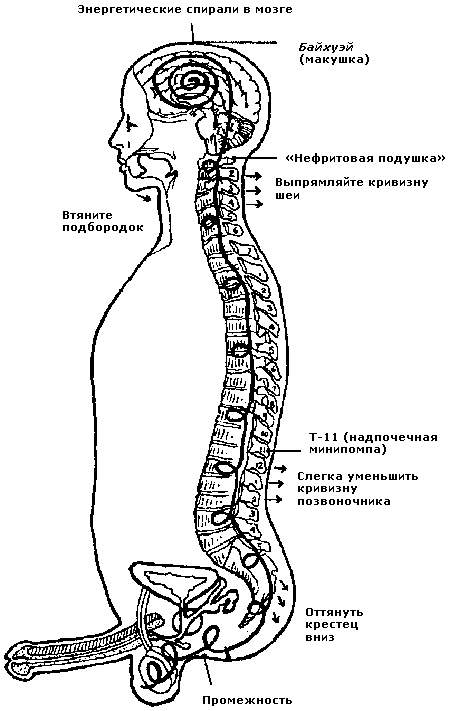 Энергетические спирали в мозге
Байхуэй
(макушка)
«Нефритовая подушка»
Выпрямляйте кривизну
шеи
Втяните
подбородок
Т-11 (надпочечная
минипомпа)
Слегка уменьшить
кривизну
позвоночника
Оттянуть
крестец
вниз
Промежность